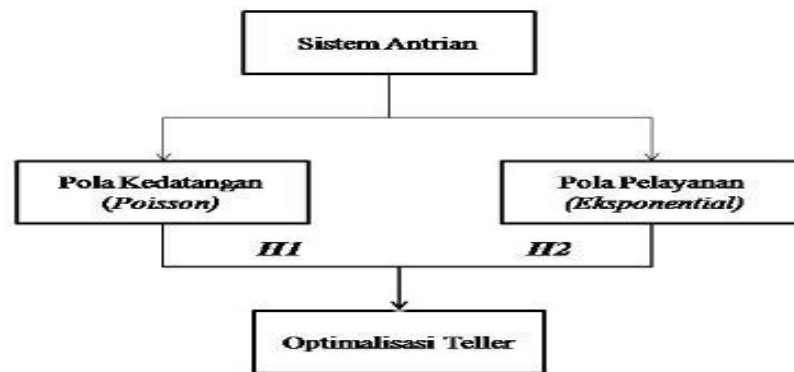 Sistem Antrian
Pola Kedatangan
(Poisson)
Pola Pelayanan
(Eksponential)
H1
H2
Optimalisasi Teller